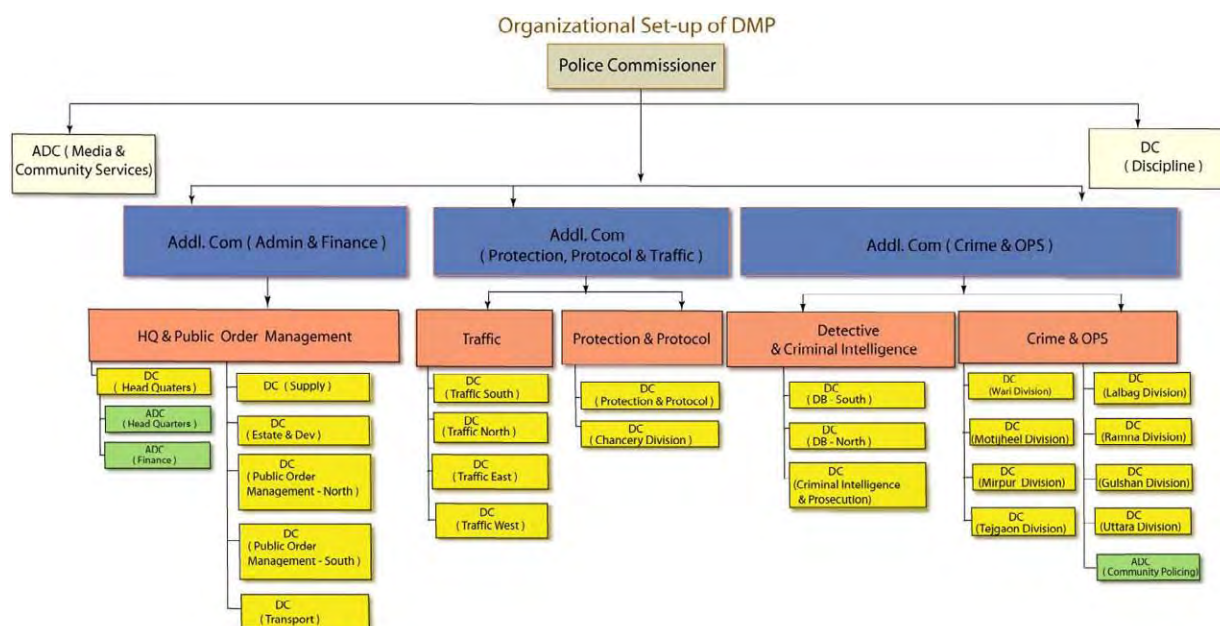 Organizational Set-up of DMP
Police Commissioner
ADC ( Media &
Community Services)
DC
( Discipline )
Addl. Com ( Admin & Finance )
Addl. Com
( Protection, Protocol & Traffic )
Addl. Com ( Crime & OPS )
HQ & Public Order Management
Traffic
Protection & Protocol
Detective
& Criminal Intelligence
Crime & OPS
DC
( Head Quaters )
ADC
( Head Quarters )
ADC
( Finance )
DC ( Supply )
DC
( Estate & Dev )
DC
( Public Order
Management - North )
DC
( Public Order
Management - South )
DC
( Transport )
DC
( Traffic South )
DC
( Traffic North )
DC
( Traffic East )
DC
( Traffic West )
DC
( Protection & Protocol )
DC
( Chancery Division )
DC
( DB - South )
DC
( DB - North )
DC
(Criminal Intelligence
& Prosecution)
DC
(Wari Division)
DC
(Motijheel Division)
DC
(Mirpur Division)
DC
(Tejgaon Division)
DC
(Lalbag Division)
DC
(Ramna Division)
DC
(Gulshan Division)
DC
(Uttara Division)
ADC
( Community Policing)